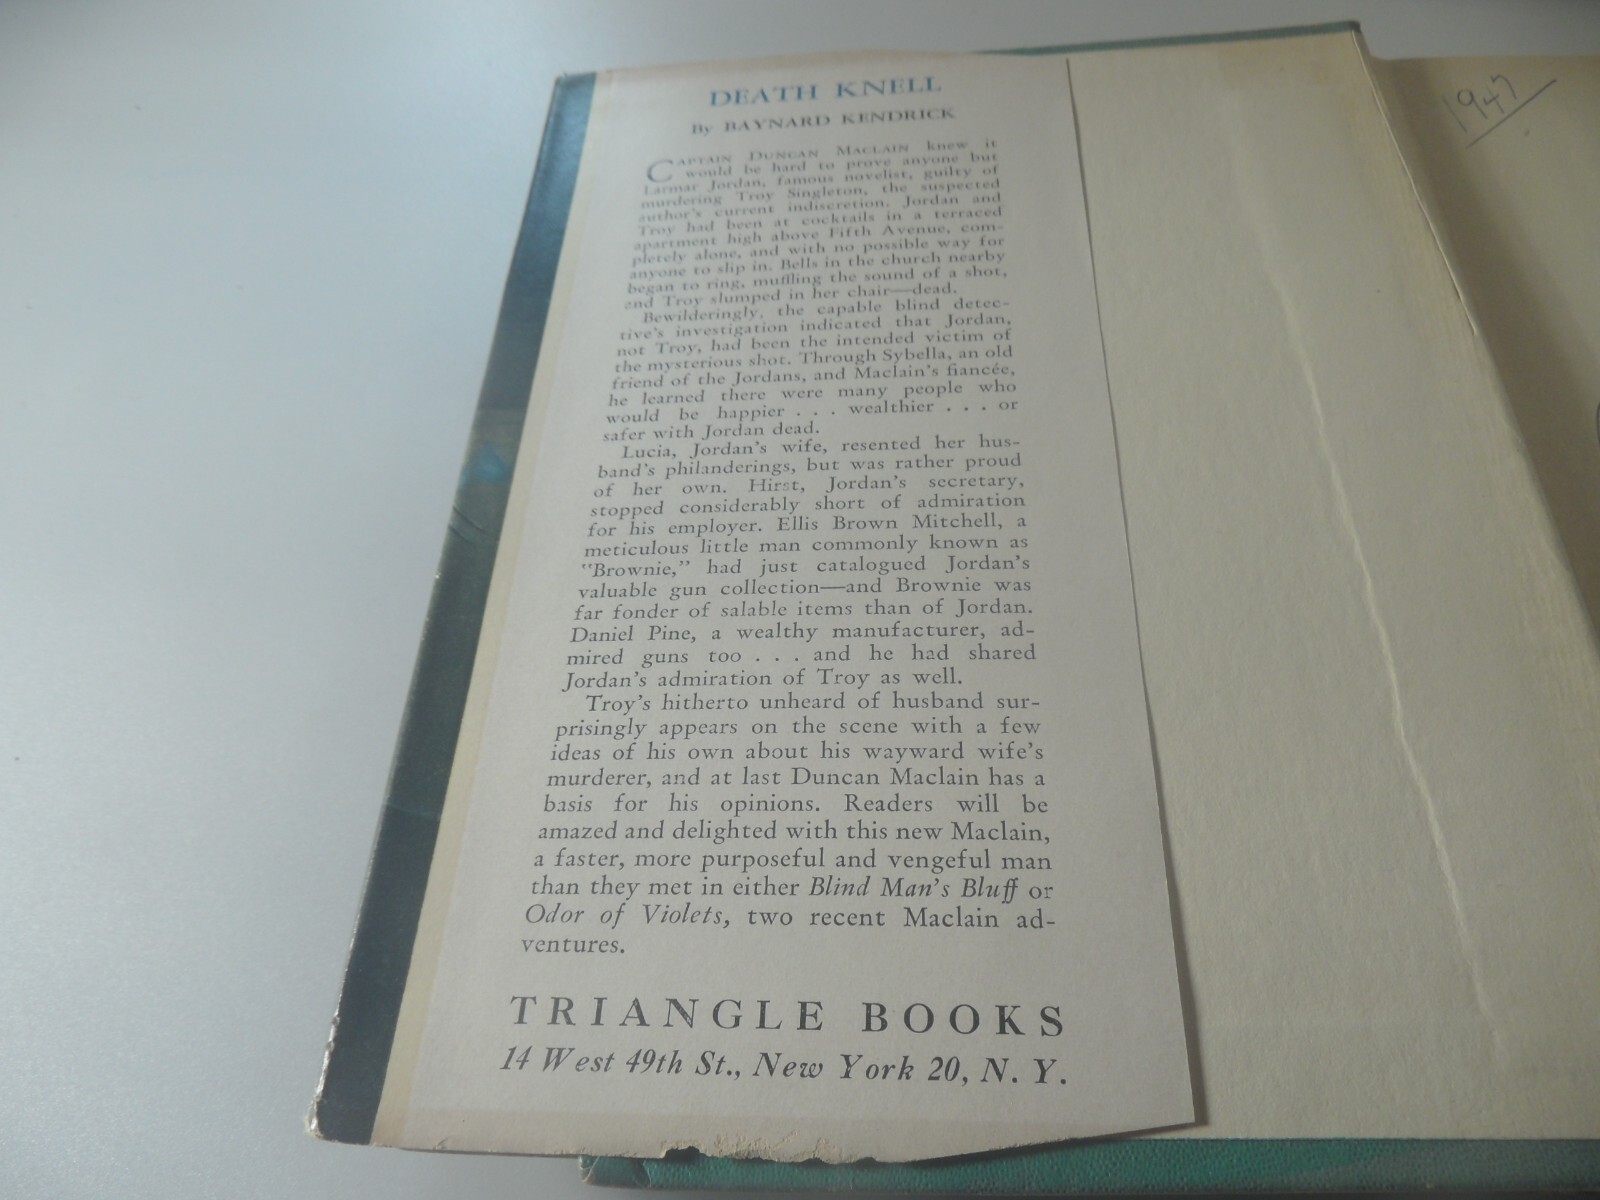 DEATH KNELL
By BAYNARD KENDRICK
CAPTAIN DUNCAN MACLAIN knew it
would be hard to prove anyone but
Larmar Jordan, famous novelist, guilty of
murdering Troy Singleton, the suspected
author's current indiscretion. Jordan and
Troy had been at cocktails in a terraced
apartment high above Fifth Avenue, com-
pletely alone, and with no possible way for
anyone to slip in. Bells in the church nearby
began to ring, muffling the sound of a shot,
and Troy slumped in her chair—dead.
Bewilderingly, the capable blind detec-
tive's investigation indicated that Jordan,
not Troy, had been the intended victim of
the mysterious shot. Through Sybella, an old
friend of the Jordans, and Maclain's fiancée,
he learned there were many people who
would be happier . . . wealthier . . . or
safer with Jordan dead.
Lucia, Jordan's wife, resented her hus-
band's philanderings, but was rather proud
of her own. Hirst, Jordan's secretary,
stopped considerably short of admiration
for his employer. Ellis Brown Mitchell, a
meticulous little man commonly known as
"Brownie," had just catalogued Jordan's
valuable gun collection—and Brownie was
far fonder of salable items than of Jordan.
Daniel Pine, a wealthy manufacturer, ad-
mired guns too . . . and he had shared
Jordan's admiration of Troy as well.
Troy's hitherto unheard of husband sur-
prisingly appears on the scene with a few
ideas of his own about his wayward wife's
murderer, and at last Duncan Maclain has a
basis for his opinions. Readers will be
amazed and delighted with this new Maclain,
a faster, more purposeful and vengeful man
than they met in either Blind Man's Bluff or
Odor of Violets, two recent Maclain ad-
ventures.
TRIANGLE BOOKS
14 West 49th St., New York 20, N. Y.
1947